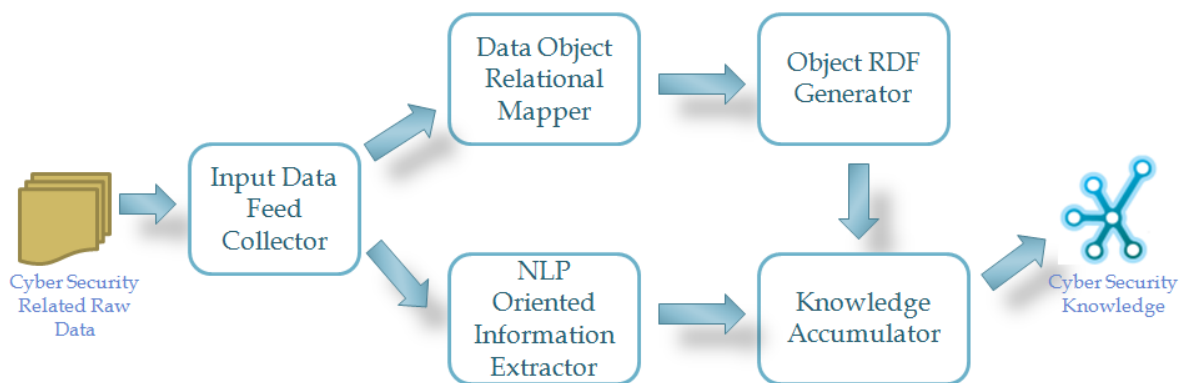 Cyber Security
Related Raw
Data
Input Data
Feed
Collector
Data Object
Relational
Mapper
Object RDF
Generator
NLP
Oriented
Information
Extractor
Knowledge
Accumulator
Cyber Security
Knowledge